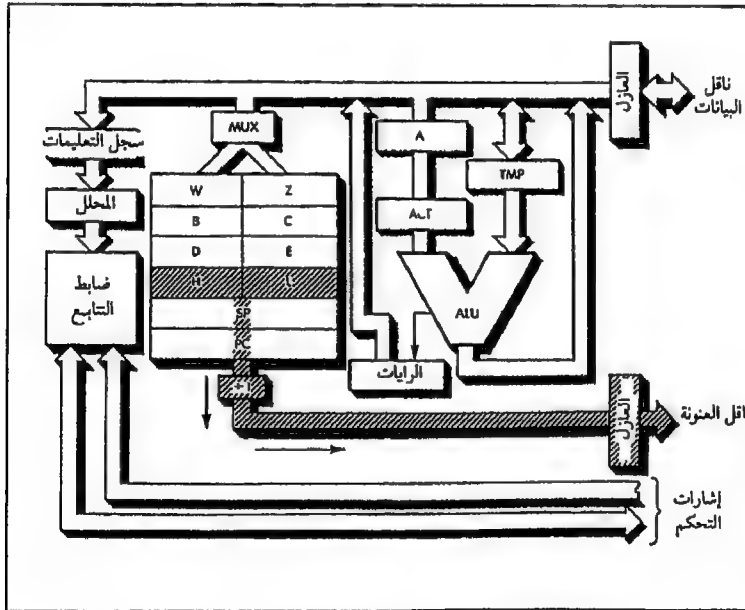 العازل
ناقل
البيانات
MUX
سجل التعليمات
A
TMP
المحلل
W Z
ACT
B C
D E
ضابط
التتابع
H L
SP
ALU
PC
الرايات
العازل
ناقل العنونة
إشارات
التحكم